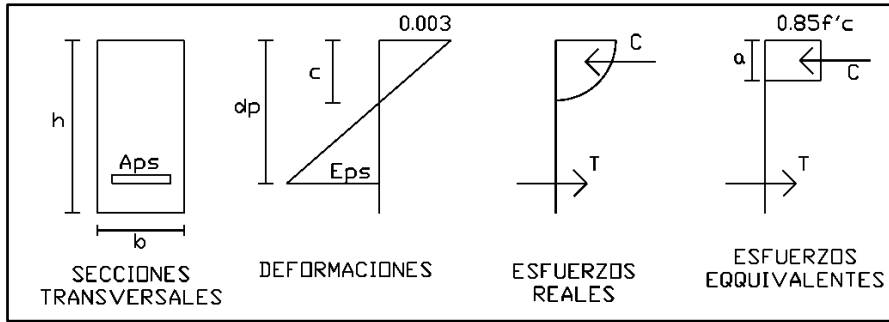 0.003
0.85f'c
h
dp
c
C
a
C
Aps
Eps
T
T
b
SECCIONES
TRANSVERSALES
DEFORMACIONES
ESFUERZOS
REALES
ESFUERZOS
EQQUIVALENTES